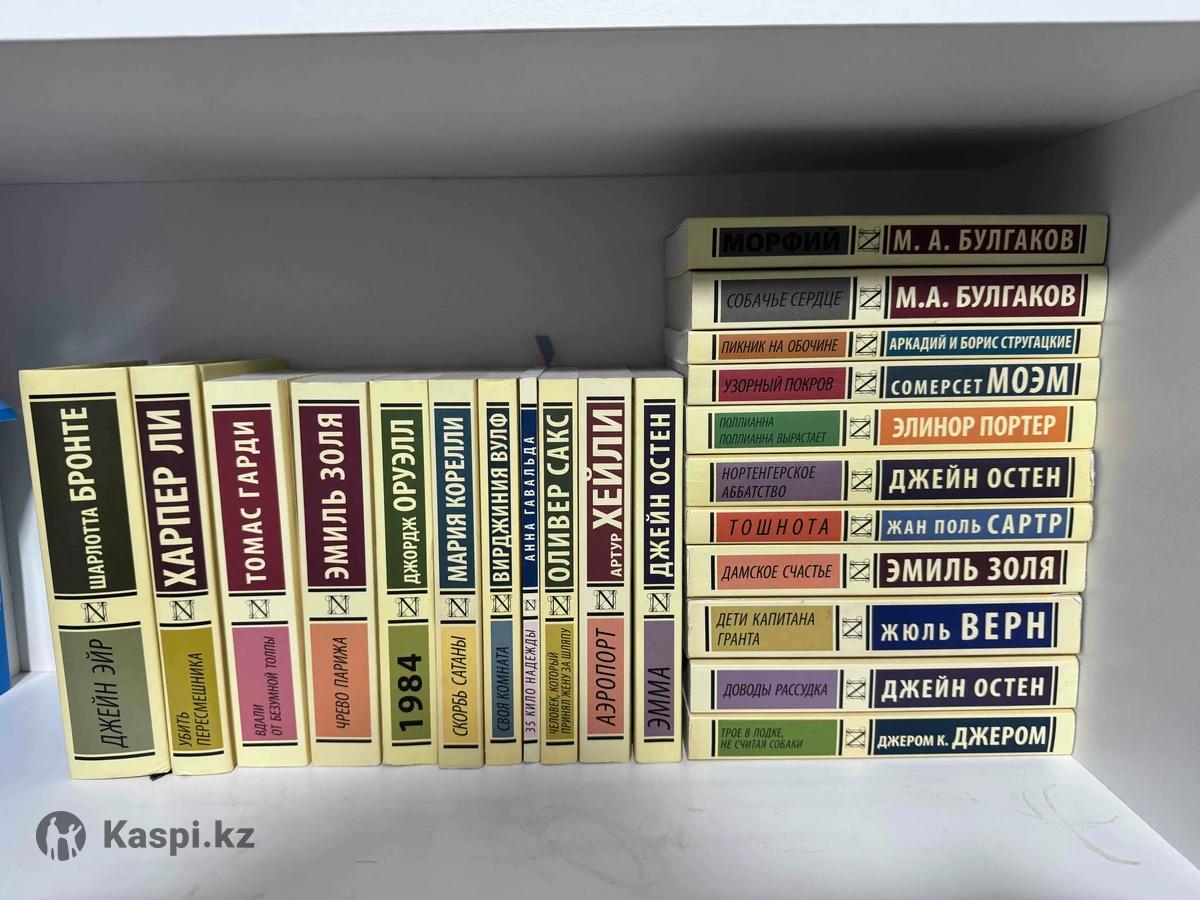 ШАРЛОТТА БРОНТЕ
ДЖЕЙН ЭЙР
ХАРПЕР ЛИ
УБИТЬ
ПЕРЕСМЕШНИКА
ТОМАС ГАРДИ
ВДАЛИ
ОТ БЕЗУМНОЙ ТОЛПЫ
ЭМИЛЬ ЗОЛЯ
ЧРЕВО ПАРИЖА
ДЖОРДЖ ОРУЭЛЛ
1984
МАРИЯ КОРЕЛЛИ
СКОРБЬ САТАНЫ
ВИРДЖИНИЯ ВУЛФ
СВОЯ КОМНАТА
АННА ГАВАЛЬДА
35 КИЛО НАДЕЖДЫ
ОЛИВЕР САКС
ЧЕЛОВЕК, КОТОРЫЙ
ПРИНЯЛ ЖЕНУ ЗА ШЛЯПУ
АРТУР ХЕЙЛИ
АЭРОПОРТ
ДЖЕЙН ОСТЕН
ЭММА
МОРФИЙ М. А. БУЛГАКОВ
СОБАЧЬЕ СЕРДЦЕ М.А. БУЛГАКОВ
ПИКНИК НА ОБОЧИНЕ АРКАДИЙ И БОРИС СТРУГАЦКИЕ
УЗОРНЫЙ ПОКРОВ СОМЕРСЕТ МОЭМ
ПОЛЛИАННА
ПОЛЛИАННА ВЫРАСТАЕТ
ЭЛИНОР ПОРТЕР
НОРТЕНГЕРСКОЕ
АББАТСТВО
ДЖЕЙН ОСТЕН
ТОШНОТА ЖАН ПОЛЬ САРТР
ДАМСКОЕ СЧАСТЬЕ ЭМИЛЬ ЗОЛЯ
ДЕТИ КАПИТАНА
ГРАНТА
ЖЮЛЬ ВЕРН
ДОВОДЫ РАССУДКА ДЖЕЙН ОСТЕН
ТРОЕ В ЛОДКЕ,
НЕ СЧИТАЯ СОБАКИ
ДЖЕРОМ К. ДЖЕРОМ
Kaspi.kz